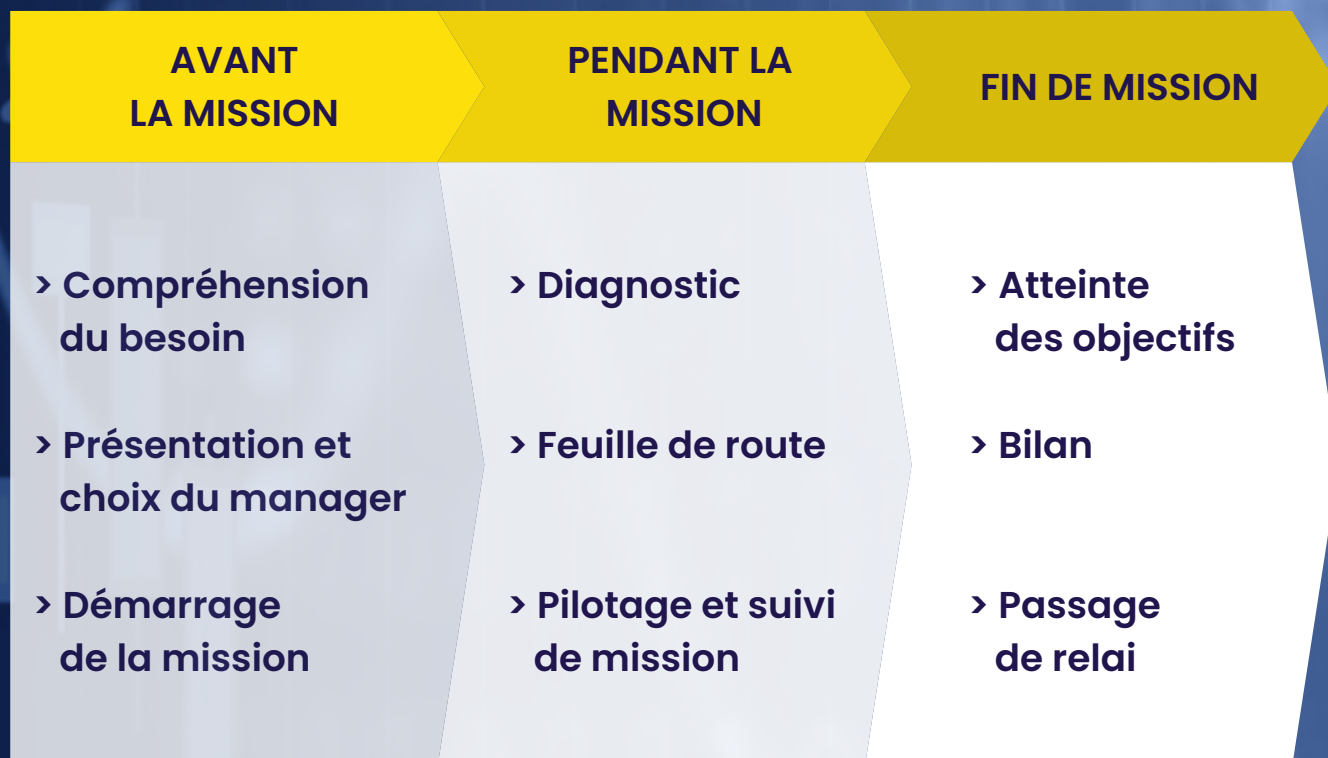 AVANT
LA MISSION
PENDANT LA
MISSION
FIN DE MISSION
> Compréhension
du besoin
> Présentation et
choix du manager
> Démarrage
de la mission
> Diagnostic
> Feuille de route
> Pilotage et suivi
de mission
> Atteinte
des objectifs
> Bilan
> Passage
de relai